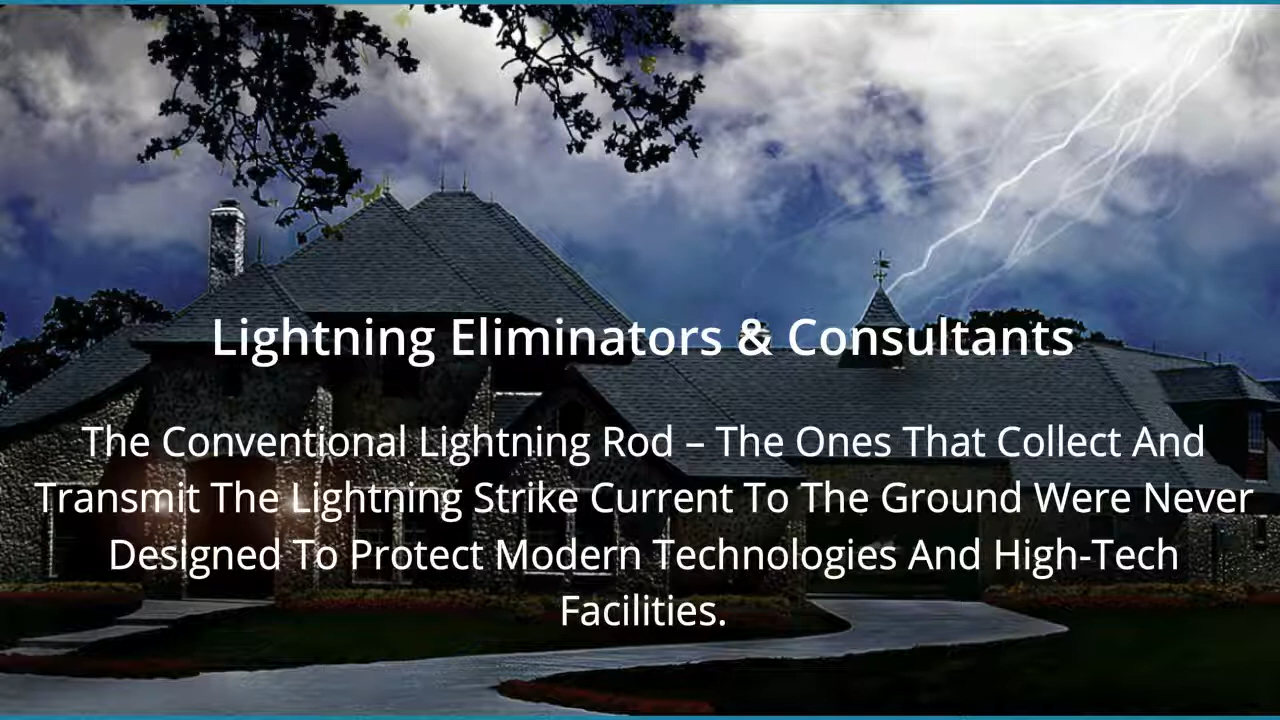 Lightning Eliminators & Consultants
The Conventional Lightning Rod – The Ones That Collect And
Transmit The Lightning Strike Current To The Ground Were Never
Designed To Protect Modern Technologies And High-Tech
Facilities.